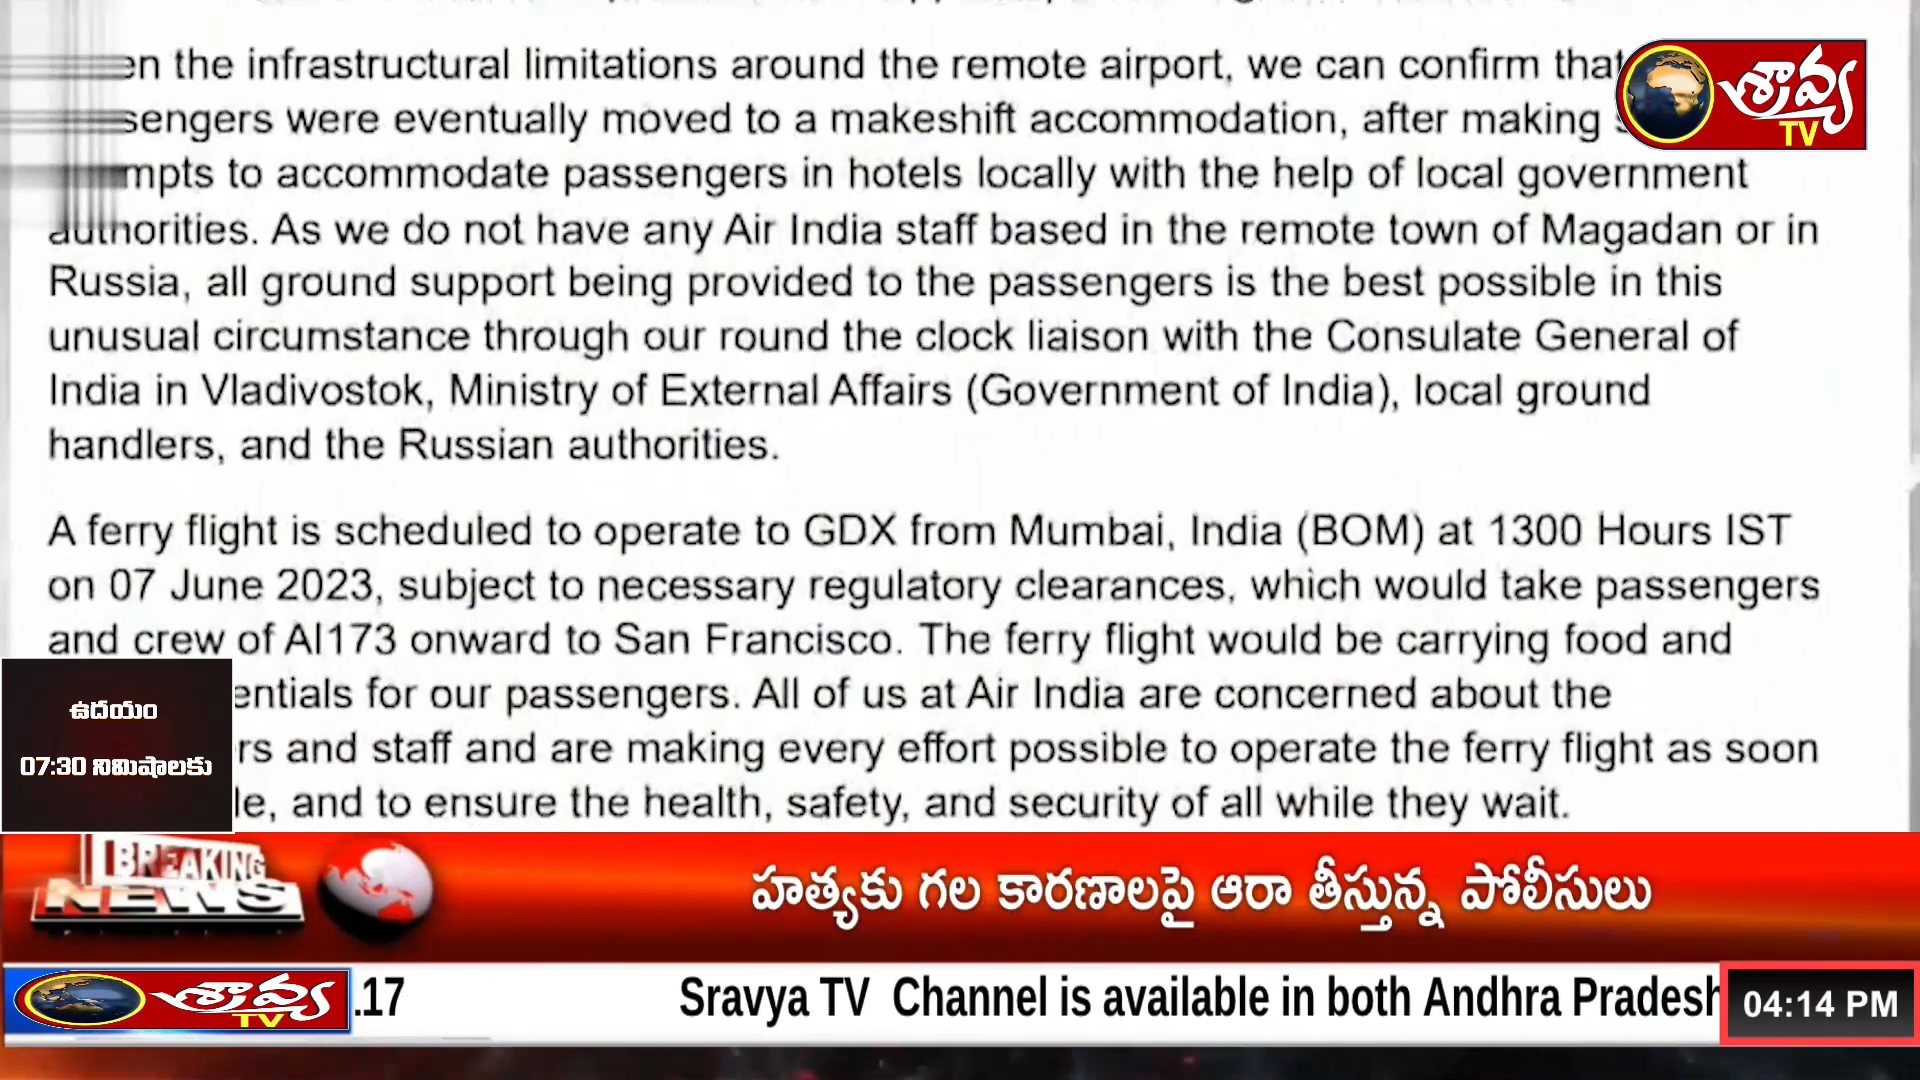 the infrastructural limitations around the remote airport, we can confirm that
were eventually moved to a makeshift accommodation, after making
to accommodate passengers in hotels locally with the help of local government
authorities. As we do not have any Air India staff based in the remote town of Magadan or in
Russia, all ground support being provided to the passengers is the best possible in this
unusual circumstance through our round the clock liaison with the Consulate General of
India in Vladivostok, Ministry of External Affairs (Government of India), local ground
handlers, and the Russian authorities.
A ferry flight is scheduled to operate to GDX from Mumbai, India (BOM) at 1300 Hours IST
on 07 June 2023, subject to necessary regulatory clearances, which would take passengers
and crew of AI173 onward to San Francisco. The ferry flight would be carrying food and
for our passengers. All of us at Air India are concerned about the
and staff and are making every effort possible to operate the ferry flight as soon
and to ensure the health, safety, and security of all while they wait.
శ్రావ్య
TV
ఉదయం
07:30 నిమిషాలకు
BREAKING
NEWS
హత్యకు గల కారణాలపై ఆరా తీస్తున్న పోలీసులు
శ్రావ్య
TV
.17 Sravya TV Channel is available in both Andhra Pradesh
04:14 PM